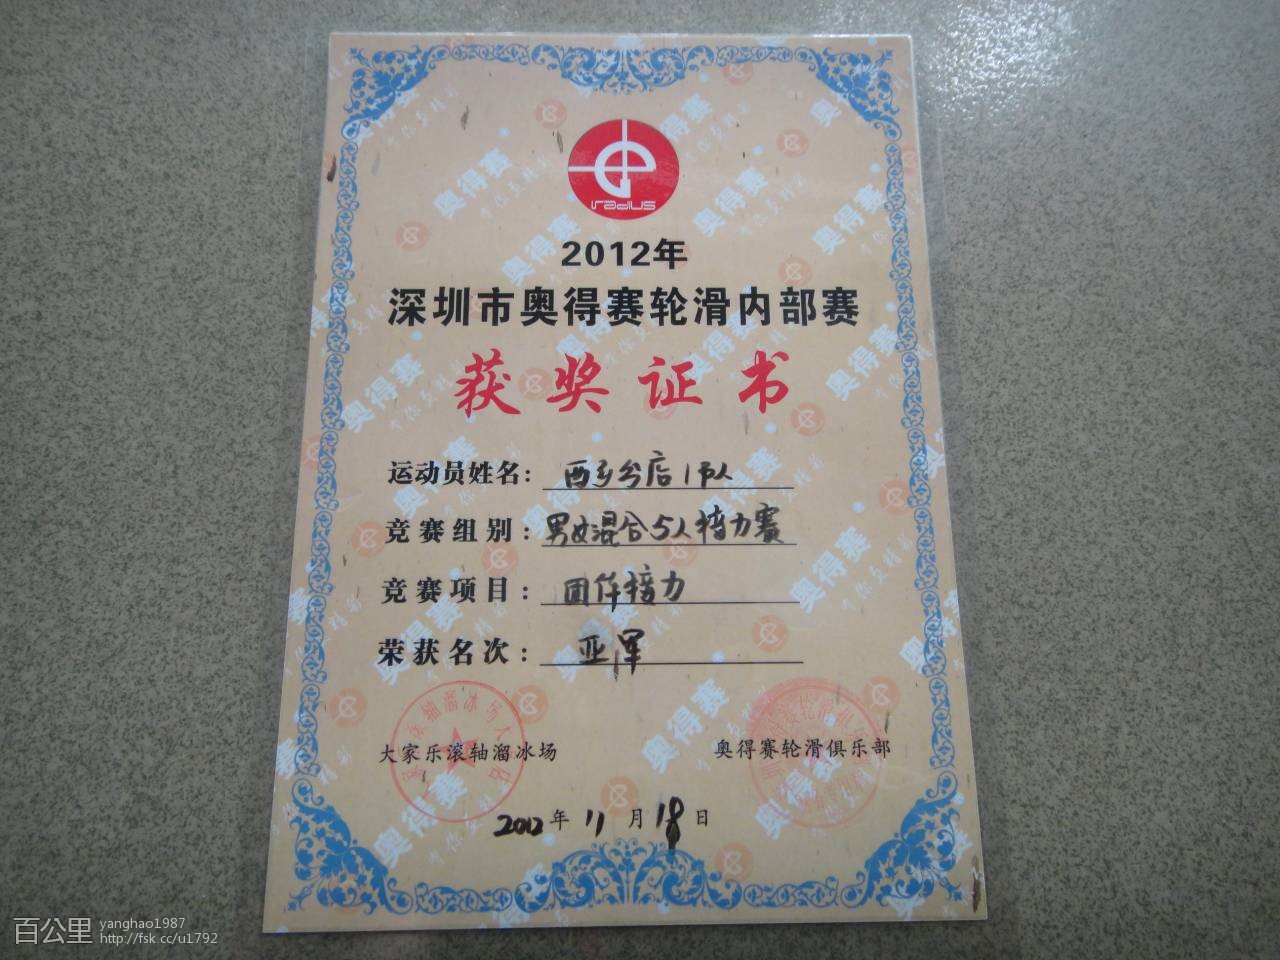 radius
2012年
深圳市奥得赛轮滑内部赛
获奖证书
运动员姓名：西乡分店1队
竞赛组别：男女混合5人接力赛
竞赛项目：团体接力
荣获名次：亚军
大家乐滚轴溜冰场 奥得赛轮滑俱乐部
2012年11月18日
百公里 yanghao1987
http://fsk.cc/u1792